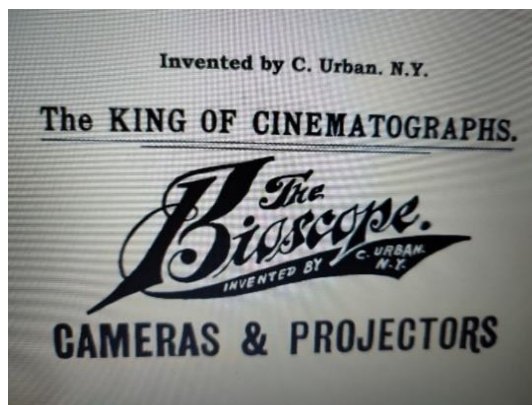 Invented by C. Urban. N.Y.
The KING OF CINEMATOGRAPHS.
The
Bioscope.
INVENTED BY C. URBAN.
N.Y.
CAMERAS & PROJECTORS